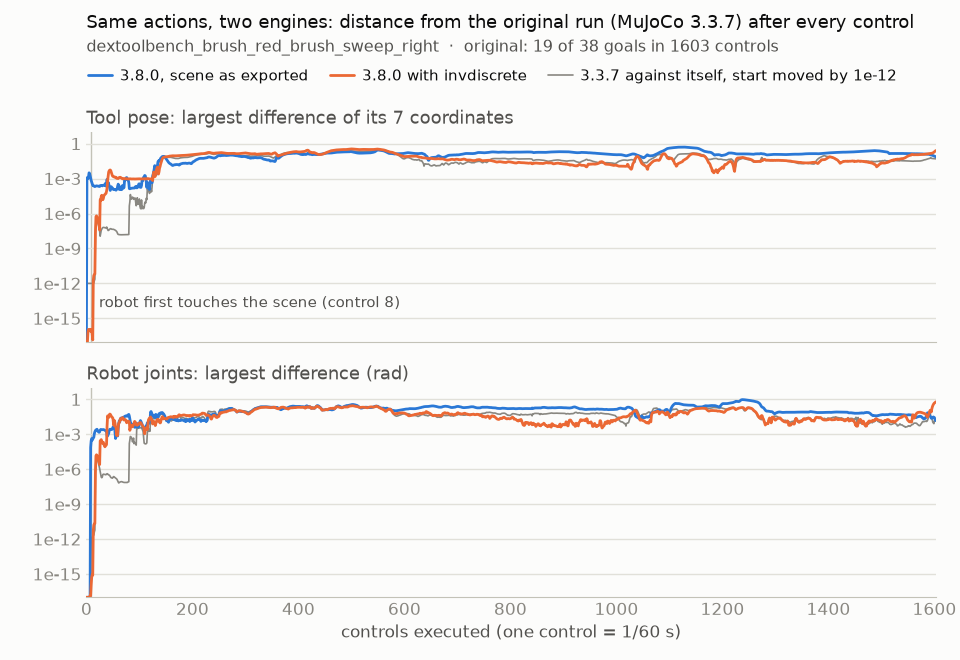 Same actions, two engines: distance from the original run (MuJoCo 3.3.7) after every control
dextoolbench_brush_red_brush_sweep_right · original: 19 of 38 goals in 1603 controls
3.8.0, scene as exported 3.8.0 with invdiscrete 3.3.7 against itself, start moved by 1e-12
Tool pose: largest difference of its 7 coordinates
1
1e-3
1e-6
1e-9
1e-12
robot first touches the scene (control 8)
1e-15
Robot joints: largest difference (rad)
1
1e-3
1e-6
1e-9
1e-12
1e-15
0 200 400 600 800 1000 1200 1400 1600
controls executed (one control = 1/60 s)